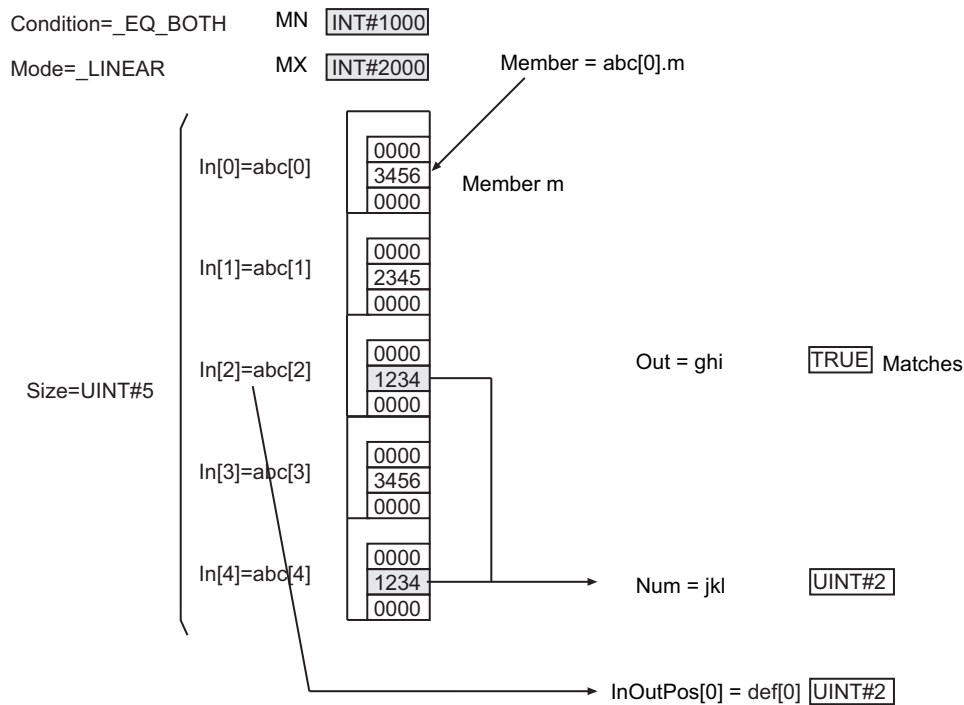 Condition=_EQ_BOTH MN INT#1000
Mode=_LINEAR MX INT#2000
Member = abc[0].m
In[0]=abc[0]
0000
3456
0000
Member m
In[1]=abc[1]
0000
2345
0000
Size=UINT#5
In[2]=abc[2]
0000
1234
0000
Out = ghi TRUE Matches
In[3]=abc[3]
0000
3456
0000
In[4]=abc[4]
0000
1234
0000
Num = jkl UINT#2
InOutPos[0] = def[0] UINT#2